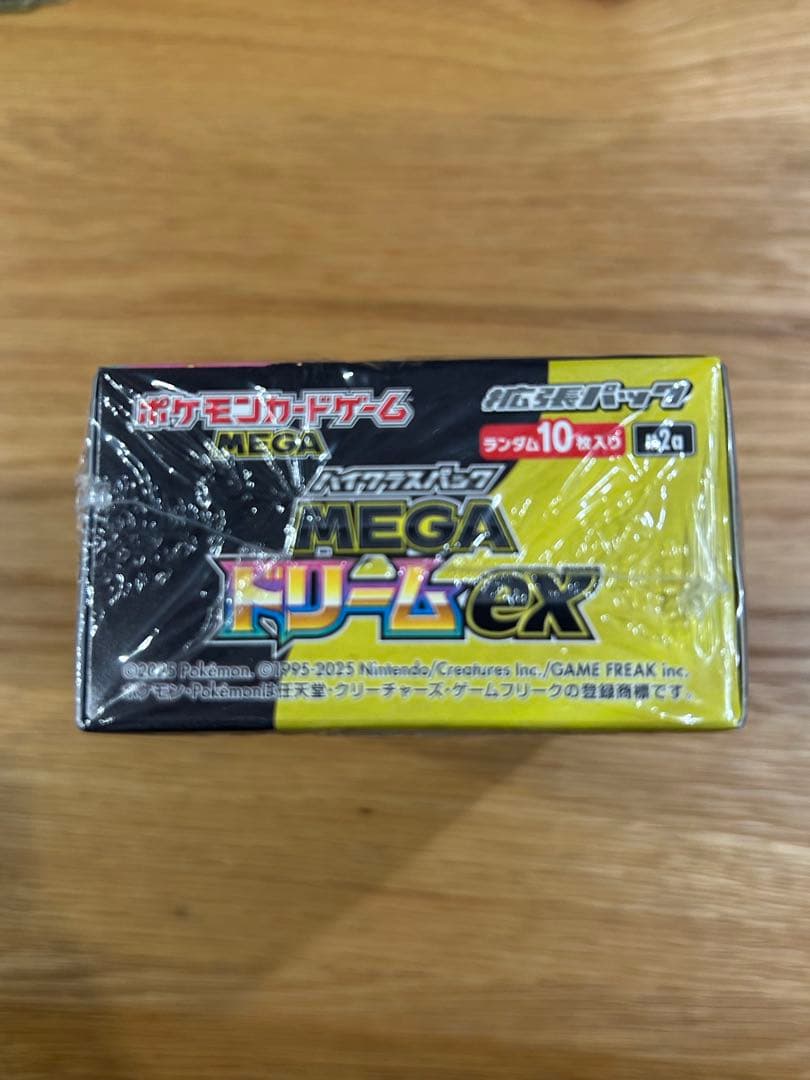 ポケモンカードゲーム
MEGA
拡張パック
ランダム10枚入り
ハイクラスパック
MEGA
ドリームex
©2025 Pokémon. ©1995-2025 Nintendo/Creatures Inc./GAME FREAK inc.
ポケモン・Pokémonは任天堂・クリーチャーズ・ゲームフリークの登録商標です。